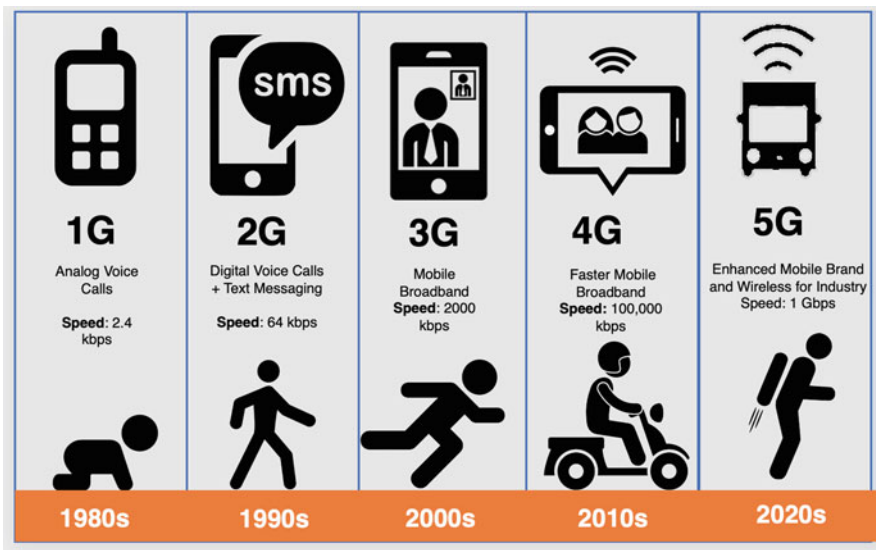 sms
1G
Analog Voice
Calls
Speed: 2.4
kbps
1980s
2G
Digital Voice Calls
+ Text Messaging
Speed: 64 kbps
1990s
3G
Mobile
Broadband
Speed: 2000
kbps
2000s
4G
Faster Mobile
Broadband
Speed: 100,000
kbps
2010s
5G
Enhanced Mobile Brand
and Wireless for Industry
Speed: 1 Gbps
2020s